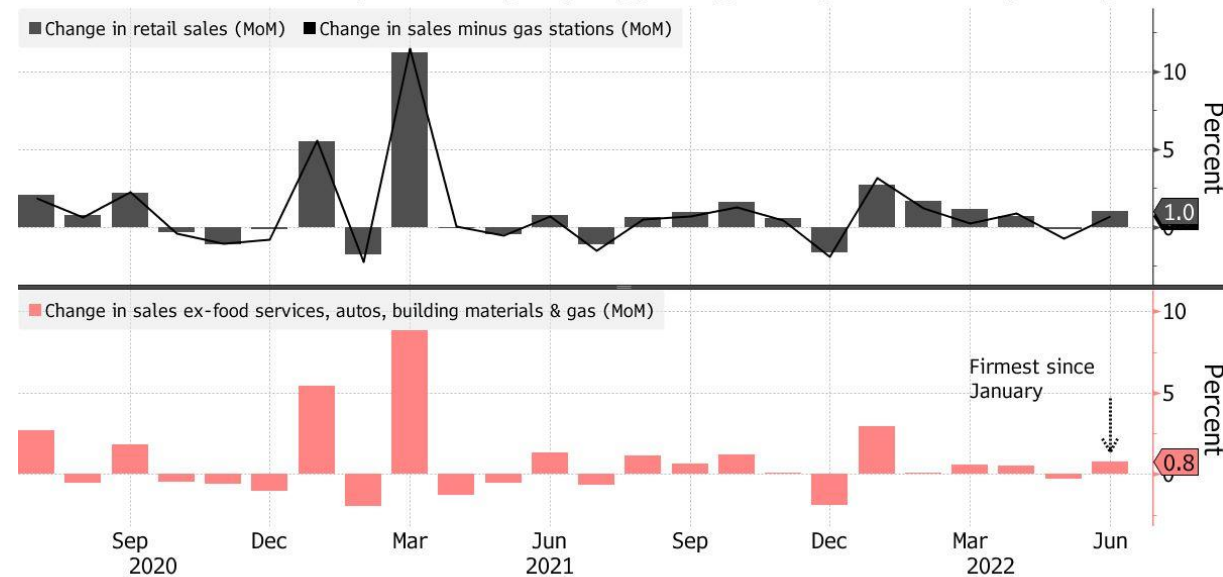 Change in retail sales (MoM) Change in sales minus gas stations (MoM)
10
5
1.0
Percent
Change in sales ex-food services, autos, building materials & gas (MoM)
10
Firmest since
January
5
0.8
Percent
Sep Dec Mar Jun Sep Dec Mar Jun
2020 2021 2022